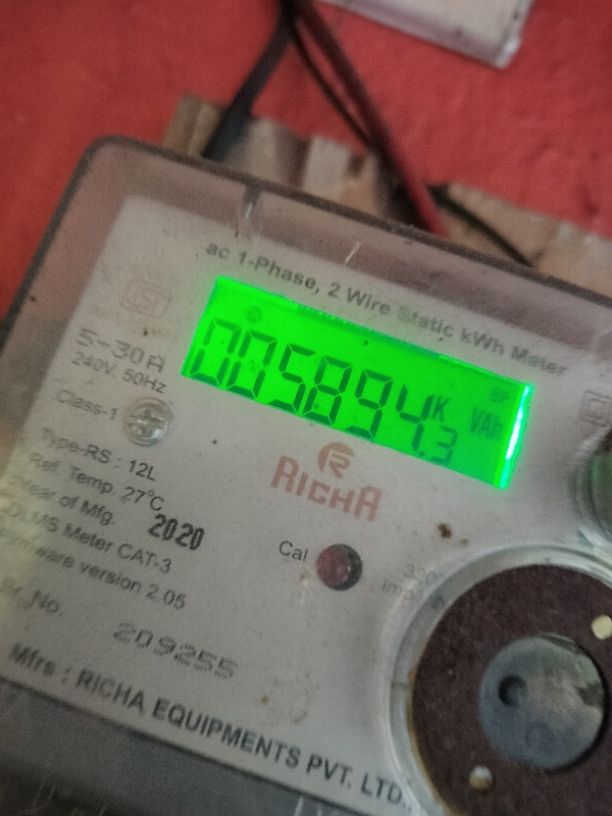 ac 1-Phase, 2 Wire Static kWh Meter
5-30A
240V. 50Hz
Class-1
005894.3 K VAh
BP
RICHA
Type-RS : 12L
Ref. Temp. 27°C
Year of Mfg. 2020
DLMS Meter CAT-3
Firmware version 2.05
Cal
Sr. No. 209255
Mfrs : RICHA EQUIPMENTS PVT. LTD.,